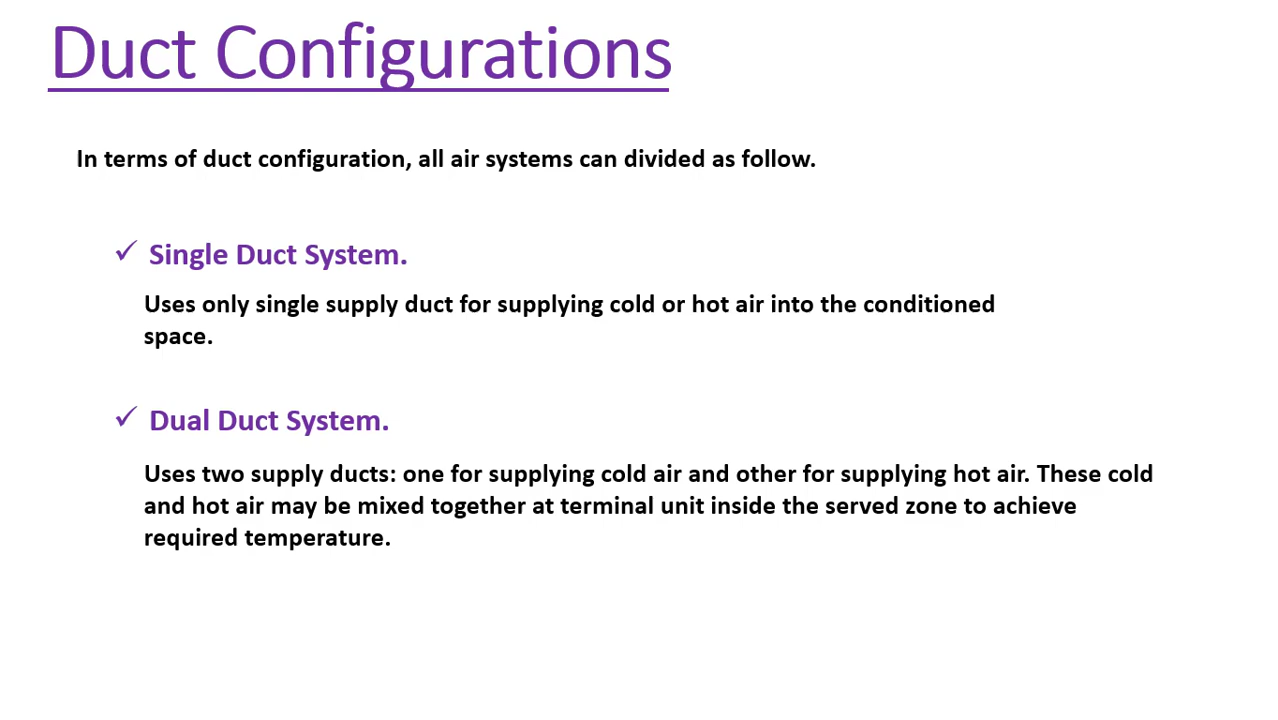 Duct Configurations
In terms of duct configuration, all air systems can divided as follow.
✓ Single Duct System.
Uses only single supply duct for supplying cold or hot air into the conditioned
space.
✓ Dual Duct System.
Uses two supply ducts: one for supplying cold air and other for supplying hot air. These cold
and hot air may be mixed together at terminal unit inside the served zone to achieve
required temperature.